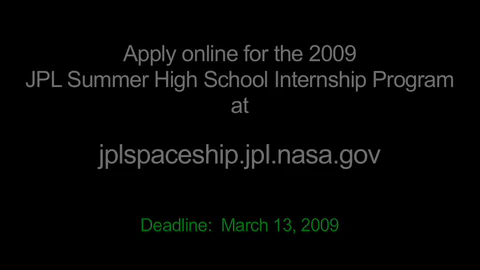 Apply online for the 2009
JPL Summer High School Internship Program
at
jplspaceship.jpl.nasa.gov
Deadline: March 13, 2009